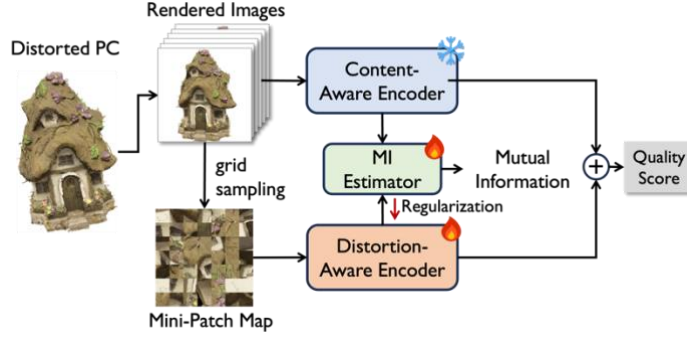 Rendered Images
Distorted PC
Content-
Aware Encoder
grid
sampling
MI
Estimator
Mutual
Information
Quality
Score
Regularization
Distortion-
Aware Encoder
Mini-Patch Map